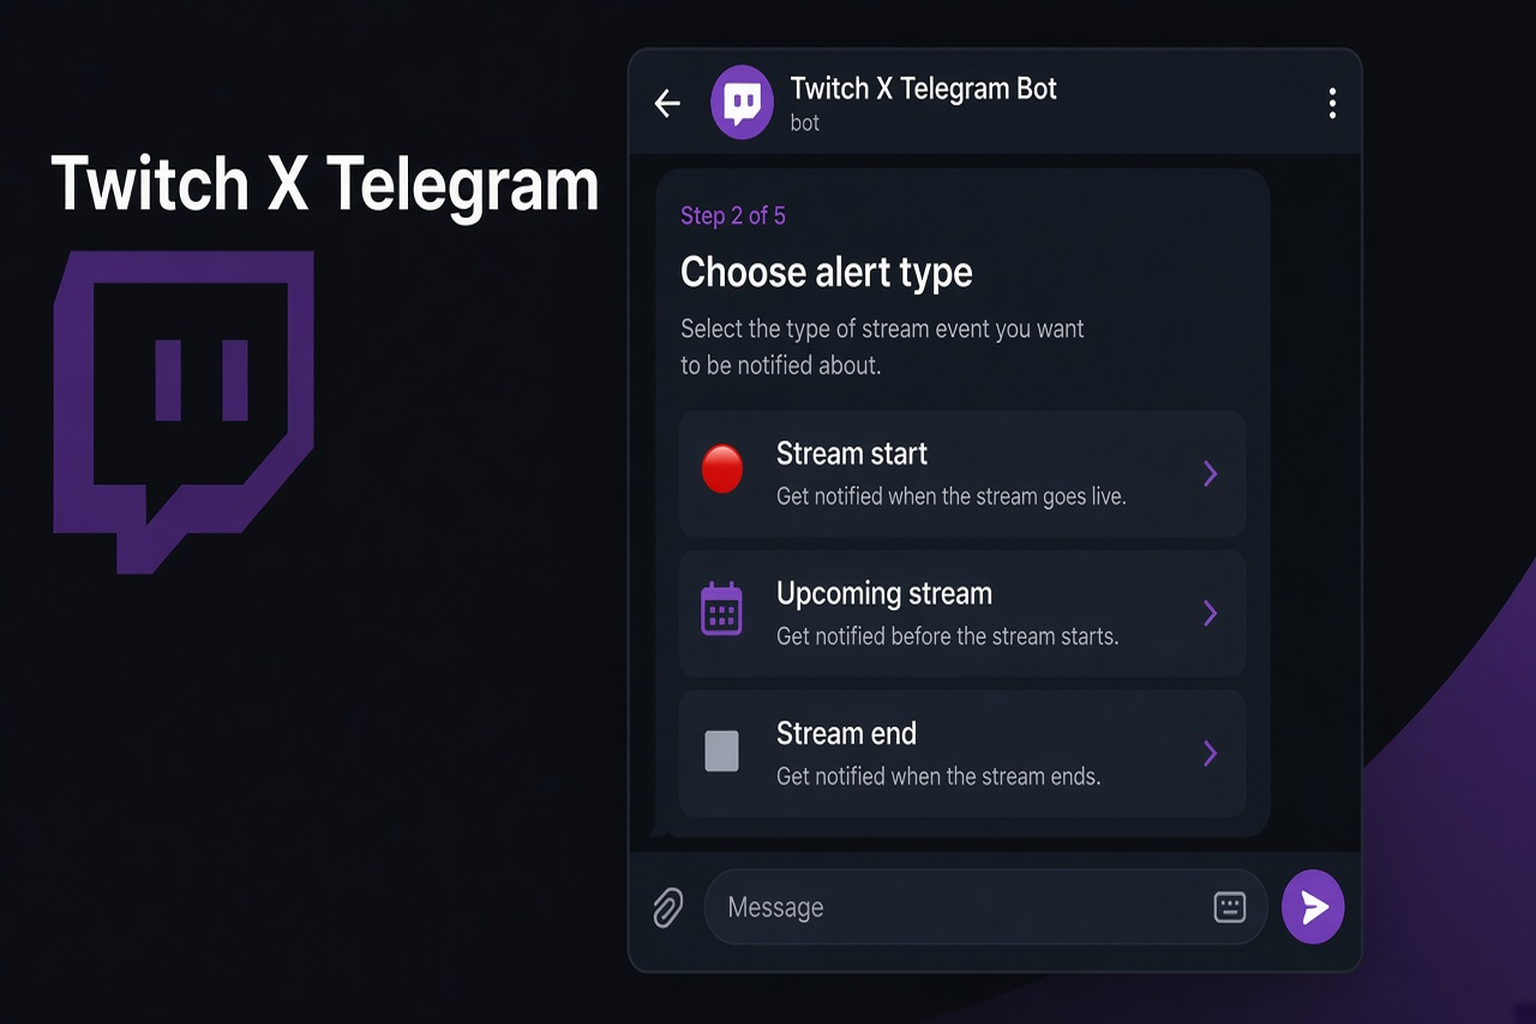 Twitch X Telegram
Twitch X Telegram Bot
bot
Step 2 of 5
Choose alert type
Select the type of stream event you want
to be notified about.
Stream start
Get notified when the stream goes live.
Upcoming stream
Get notified before the stream starts.
Stream end
Get notified when the stream ends.
Message